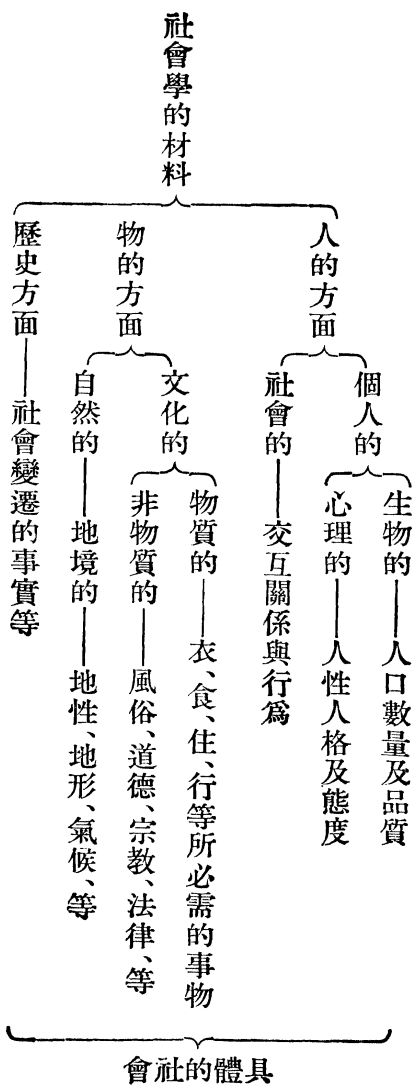 社會學的材料
人的方面
個人的
生物的——人口數量及品質
心理的——人性人格及態度
社會的——交互關係與行爲
物的方面
文化的
物質的——衣、食、住、行等所必需的事物
非物質的——風俗、道德、宗教、法律、等
自然的——地境的——地性、地形、氣候、等
歷史方面——社會變遷的事實等
會社的體具